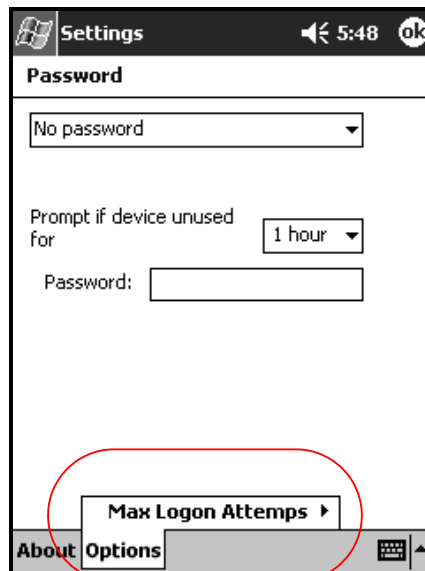 Settings 5:48 ok
Password
No password
Prompt if device unused
for 1 hour
Password:
Max Logon Attemps
About Options